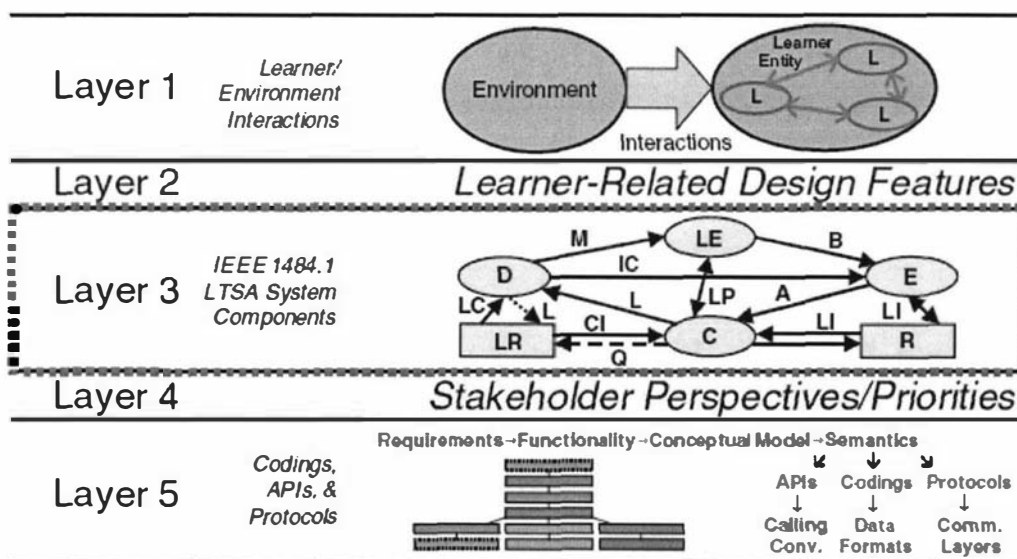 Layer 1
Learner/
Environment
Interactions
Environment
Interactions
Learner
Entity
L
L
L
Layer 2
Learner-Related Design Features
Layer 3
IEEE 1484.1
LTSA System
Components
M
LE
B
D
IC
E
LC
L
L
LP
A
LI
LR
CI
C
LI
R
Q
Layer 4
Stakeholder Perspectives/Priorities
Layer 5
Codings,
APIs, &
Protocols
Requirements→Functionality→Conceptual Model→Semantics
APIs Codings Protocols
Calling Data Comm.
Conv. Formats Layers